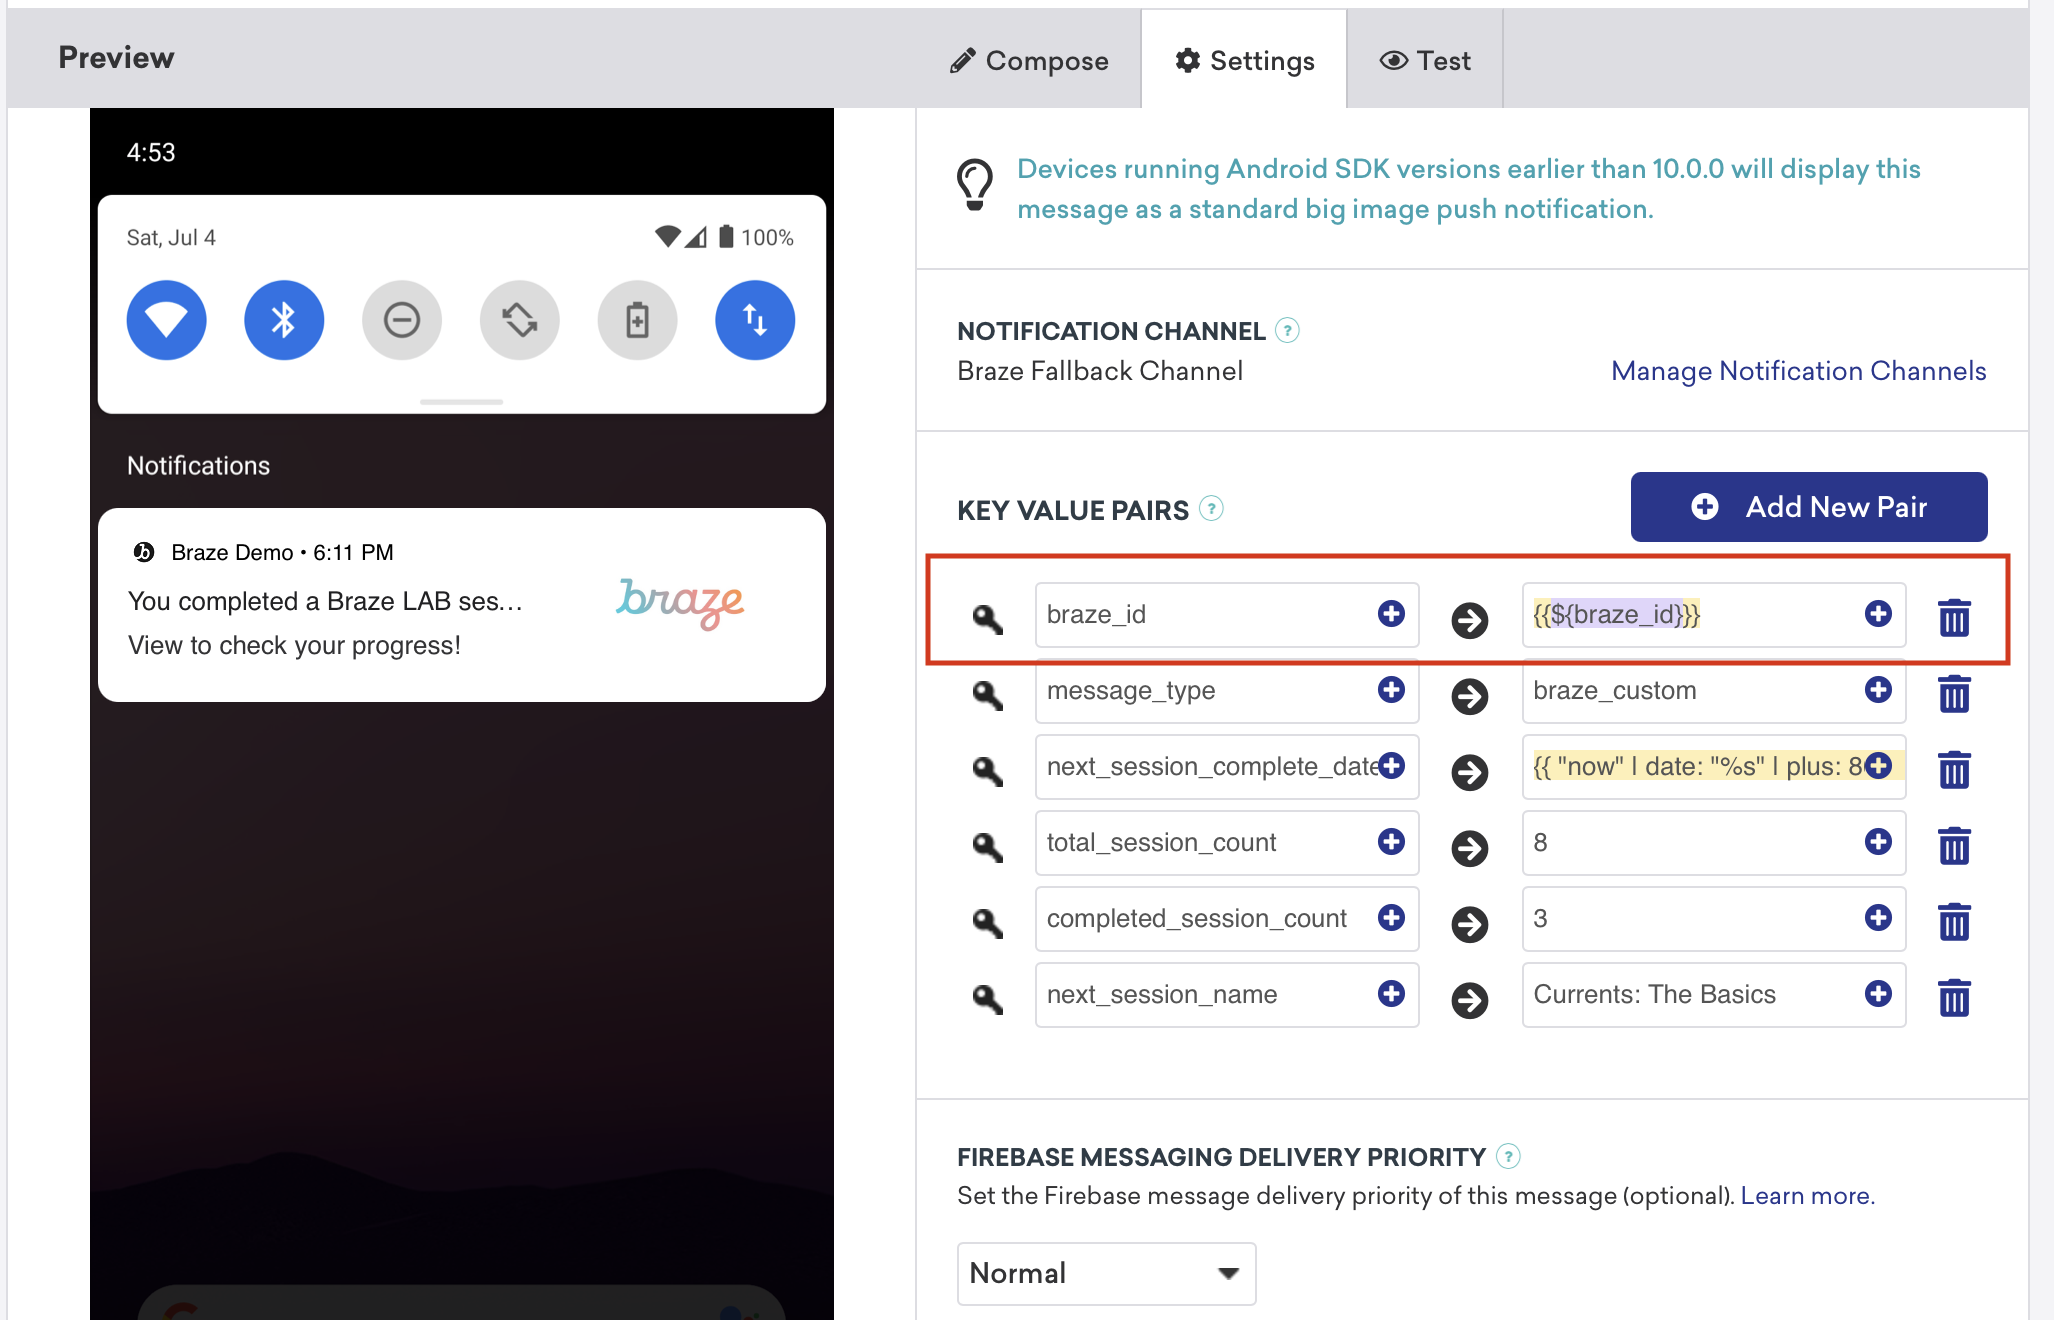 Preview
Compose
Settings
Test
4:53
Sat, Jul 4
100%
Notifications
Braze Demo • 6:11 PM
You completed a Braze LAB ses...
View to check your progress!
braze
Devices running Android SDK versions earlier than 10.0.0 will display this
message as a standard big image push notification.
NOTIFICATION CHANNEL ?
Braze Fallback Channel
Manage Notification Channels
KEY VALUE PAIRS ?
Add New Pair
braze_id
{{${braze_id}}}
message_type
braze_custom
next_session_complete_date
{{ "now" | date: "%s" | plus: 8
total_session_count
8
completed_session_count
3
next_session_name
Currents: The Basics
FIREBASE MESSAGING DELIVERY PRIORITY ?
Set the Firebase message delivery priority of this message (optional). Learn more.
Normal